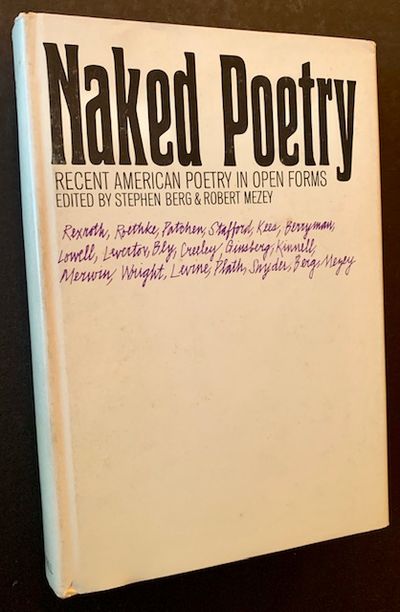 Naked Poetry
RECENT AMERICAN POETRY IN OPEN FORMS
EDITED BY STEPHEN BERG & ROBERT MEZEY
Rexroth, Roethke, Patchen, Stafford, Kees, Berryman,
Lowell, Levertov, Bly, Creeley, Ginsberg, Kinnell,
Merwin, Wright, Levine, Plath, Snyder, Berg, Mezey